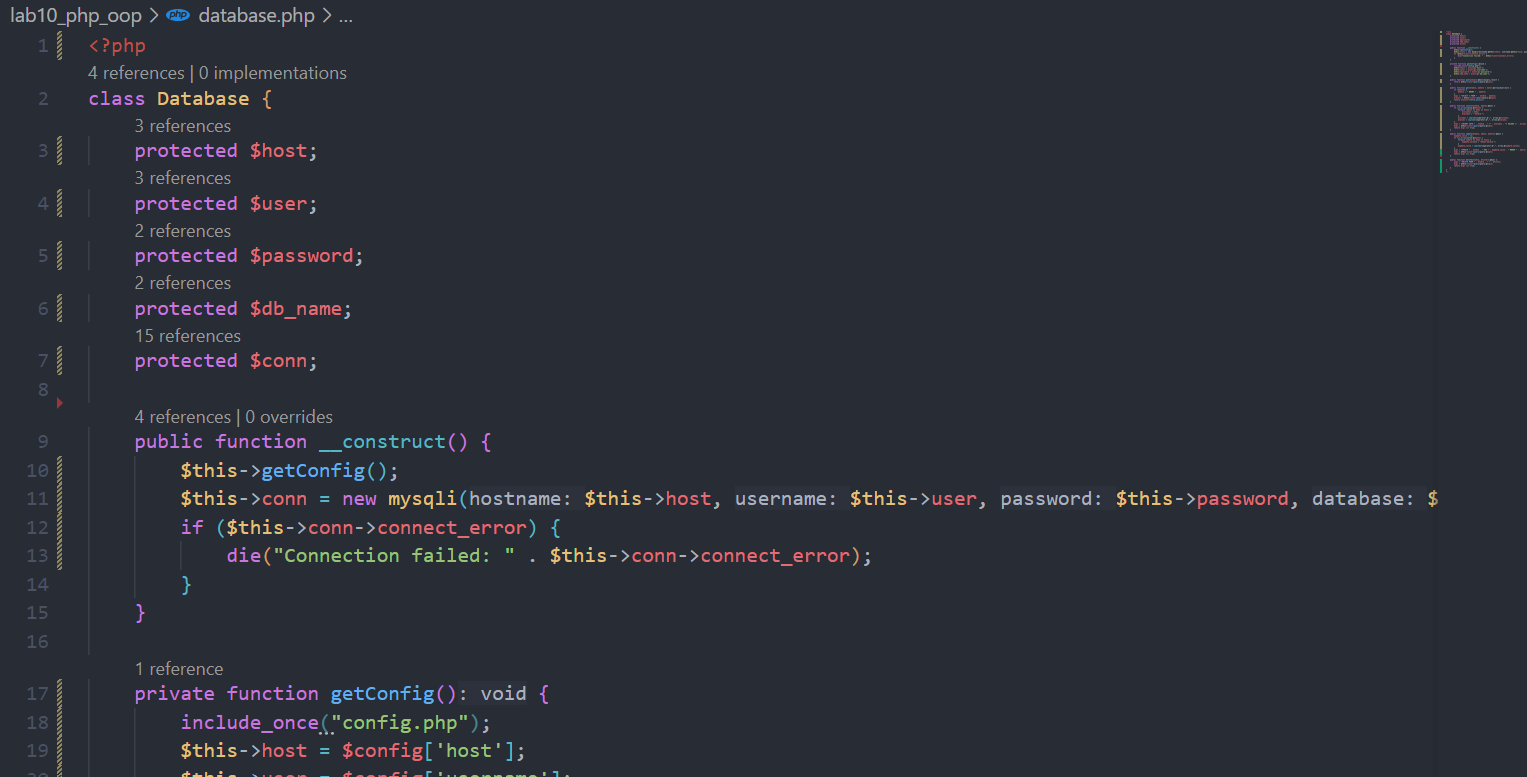 lab10_php_oop > php database.php > ...
1 <?php
4 references | 0 implementations
2 class Database {
3 references
3 protected $host;
3 references
4 protected $user;
2 references
5 protected $password;
2 references
6 protected $db_name;
15 references
7 protected $conn;
8
4 references | 0 overrides
9 public function __construct() {
10 $this->getConfig();
11 $this->conn = new mysqli(hostname: $this->host, username: $this->user, password: $this->password, database: $
12 if ($this->conn->connect_error) {
13 die("Connection failed: " . $this->conn->connect_error);
14 }
15 }
16
1 reference
17 private function getConfig(): void {
18 include_once("config.php");
19 $this->host = $config['host'];
20 $this->user = $config['username'];